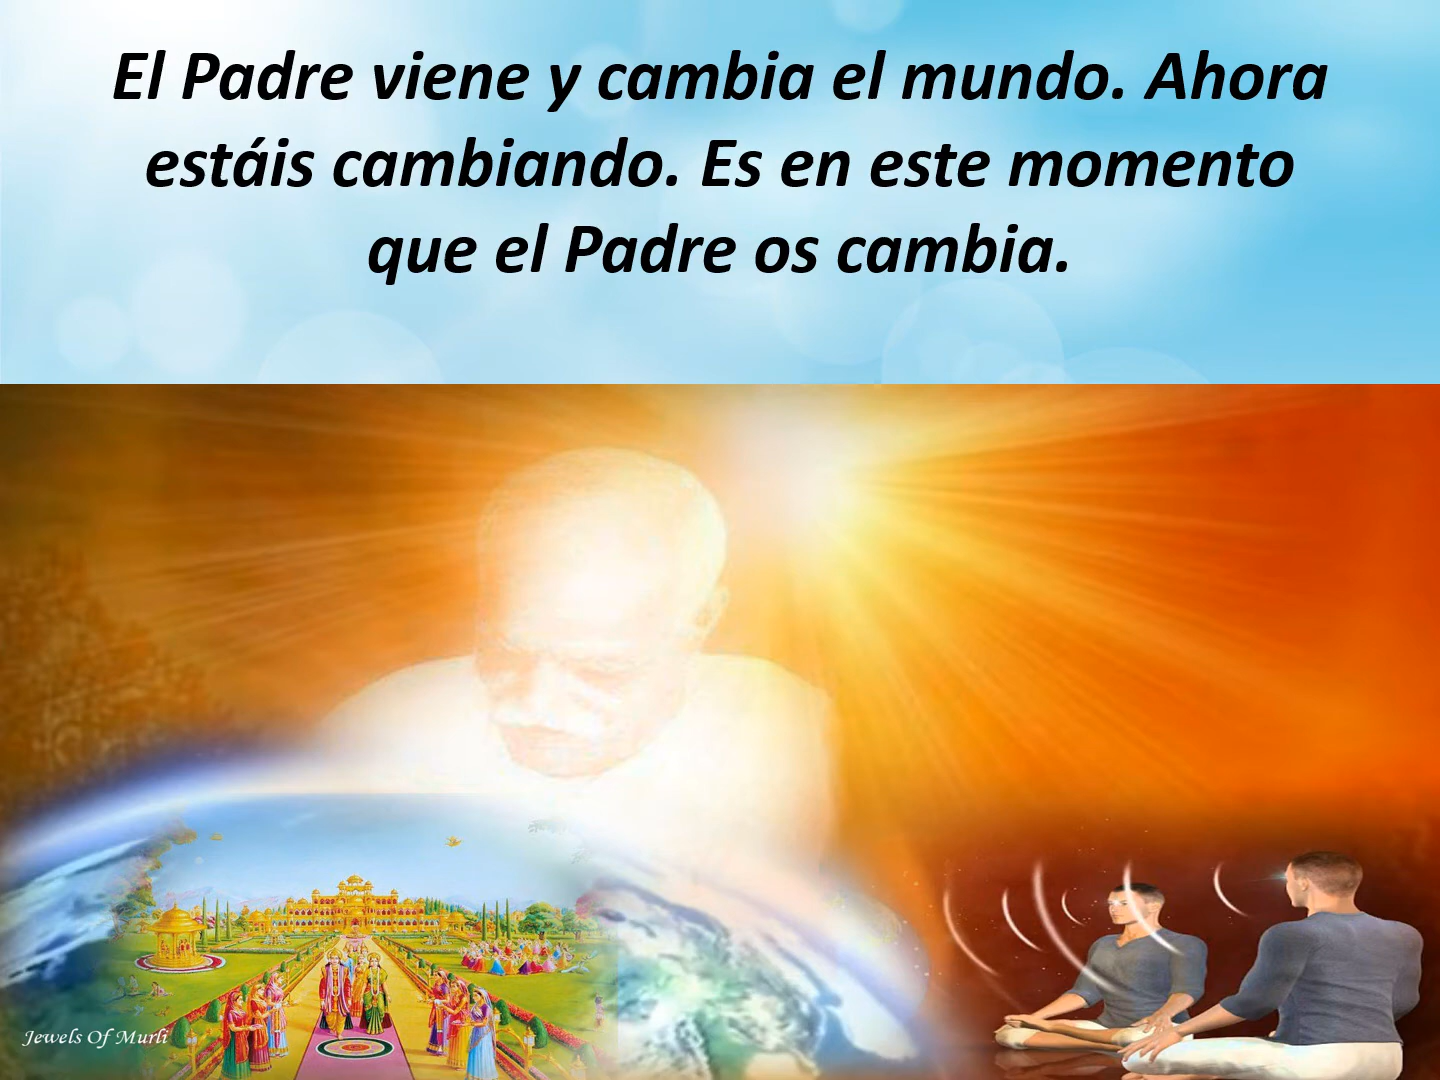 El Padre viene y cambia el mundo. Ahora
estáis cambiando. Es en este momento
que el Padre os cambia.
Jewels Of Murli